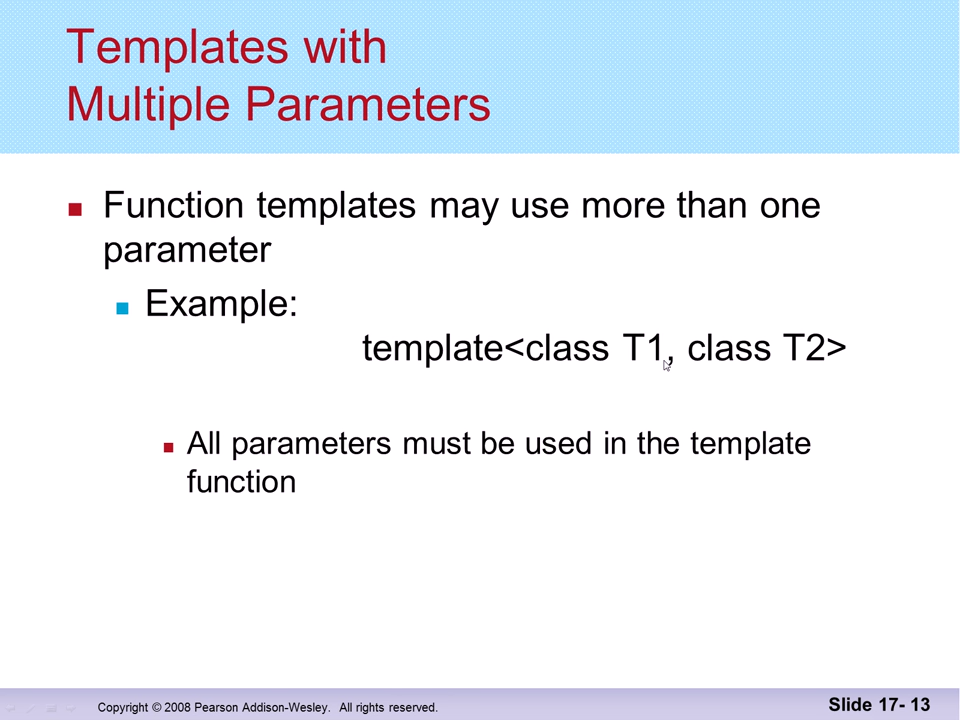 Templates with
Multiple Parameters
Function templates may use more than one
parameter
Example:
template<class T1, class T2>
All parameters must be used in the template
function
Copyright © 2008 Pearson Addison-Wesley. All rights reserved.
Slide 17- 13